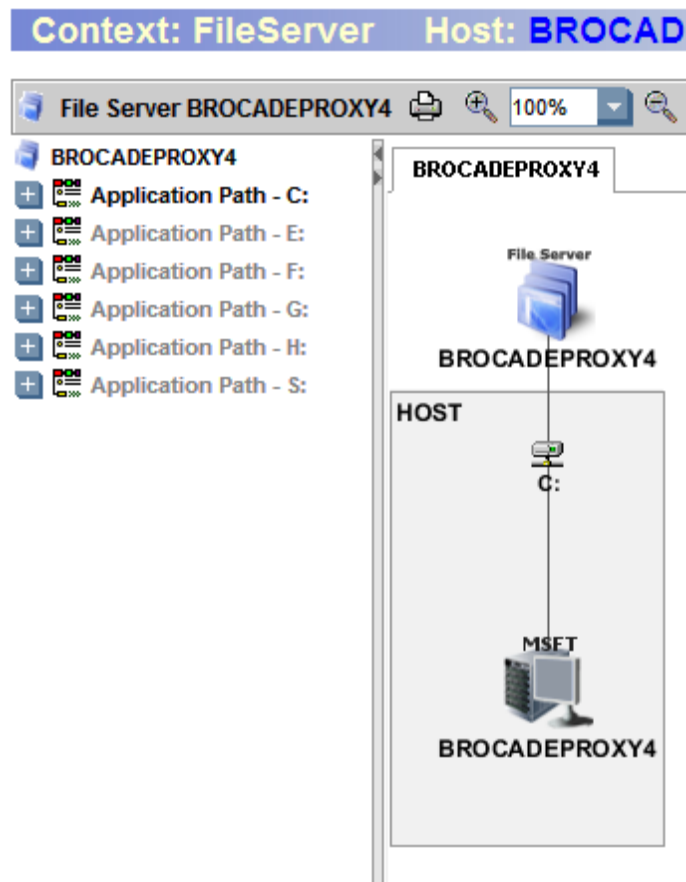 Context: FileServer Host: BROCAD
File Server BROCADEPROXY4 100%
BROCADEPROXY4
Application Path - C:
Application Path - E:
Application Path - F:
Application Path - G:
Application Path - H:
Application Path - S:
BROCADEPROXY4
File Server
BROCADEPROXY4
HOST
C:
MSFT
BROCADEPROXY4